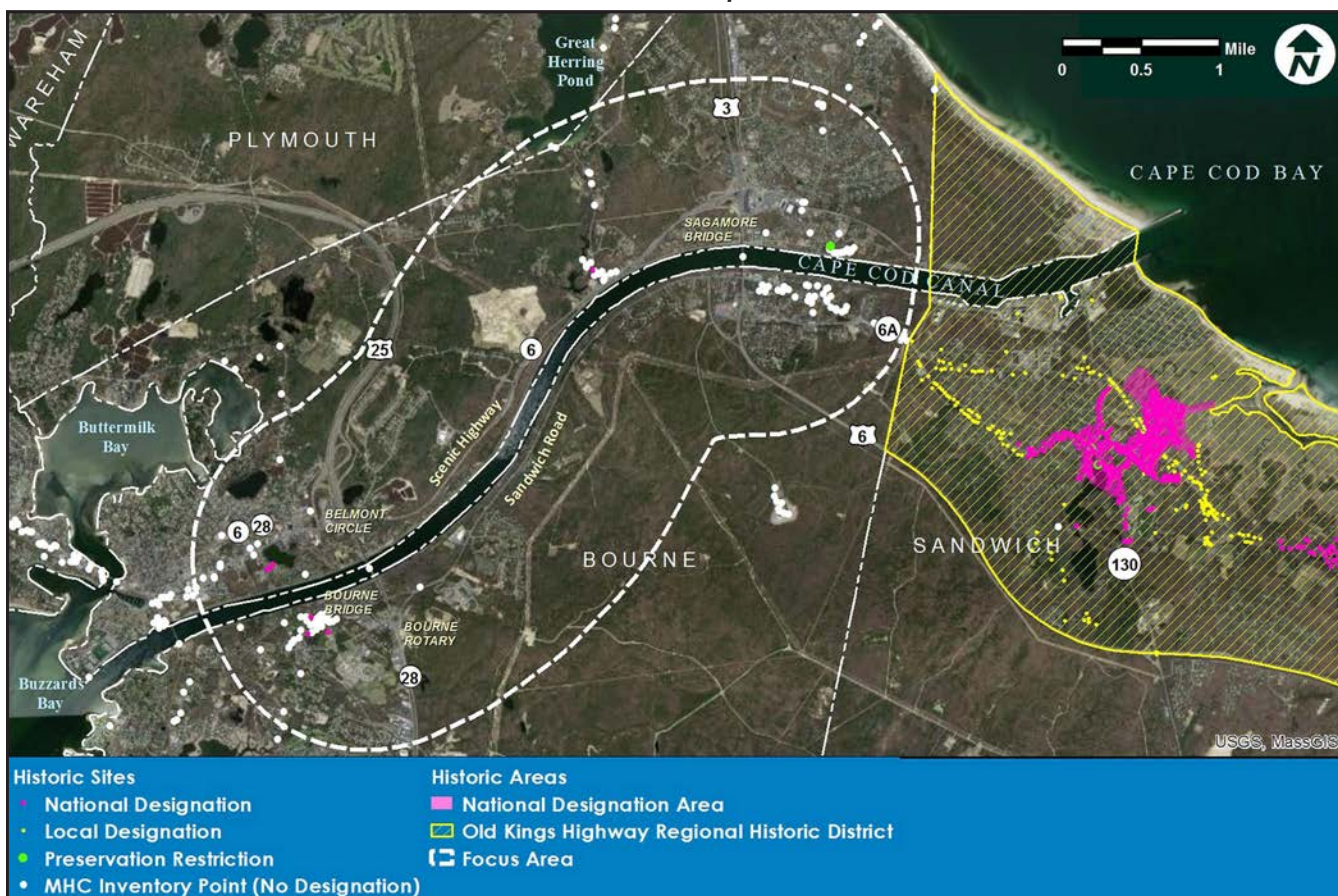 WAREHAM
PLYMOUTH
Great
Herring
Pond
3
Mile
0 0.5 1
N
CAPE COD BAY
SAGAMORE
BRIDGE
CAPE COD CANAL
6A
25
6
Scenic Highway
Sandwich Road
6
Buttermilk
Bay
6 28
BELMONT
CIRCLE
BOURNE
SANDWICH
130
BOURNE
BRIDGE
BOURNE
ROTARY
28
Buzzards
Bay
USGS, MassGIS
Historic Sites
National Designation
Local Designation
Preservation Restriction
MHC Inventory Point (No Designation)
Historic Areas
National Designation Area
Old Kings Highway Regional Historic District
Focus Area